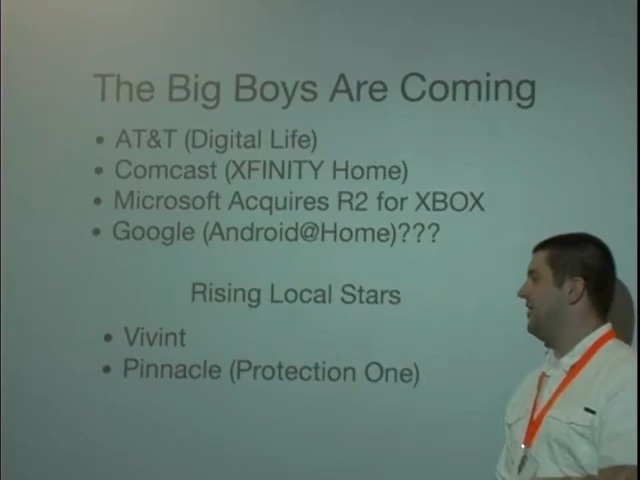 The Big Boys Are Coming
• AT&T (Digital Life)
• Comcast (XFINITY Home)
• Microsoft Acquires R2 for XBOX
• Google (Android@Home)???
Rising Local Stars
• Vivint
• Pinnacle (Protection One)